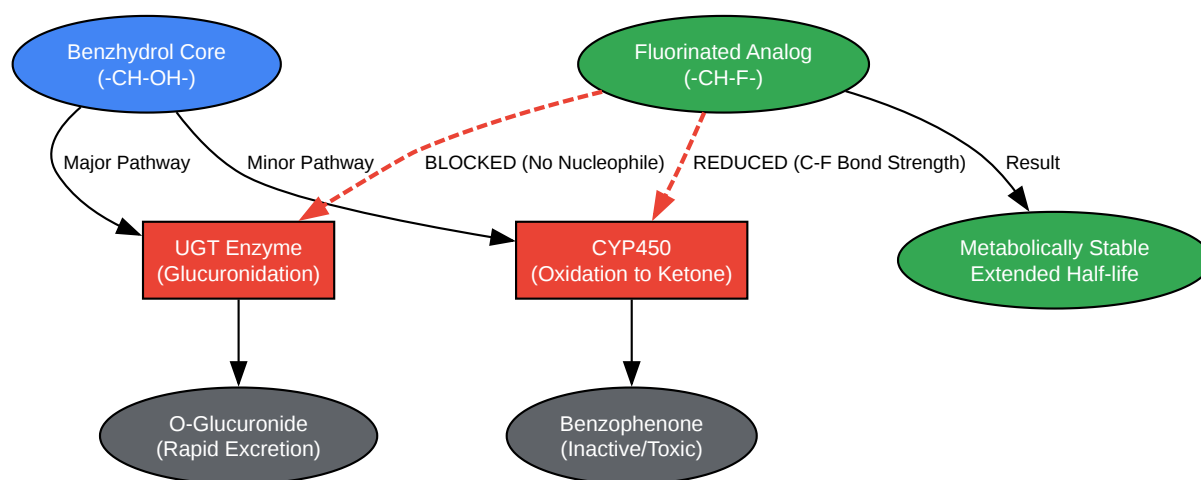 Benzhydrol Core
(-CH-OH-)
Fluorinated Analog
(-CH-F-)
Major Pathway
Minor Pathway
BLOCKED (No Nucleophile)
REDUCED (C-F Bond Strength)
Result
UGT Enzyme
(Glucuronidation)
CYP450
(Oxidation to Ketone)
Metabolically Stable
Extended Half-life
O-Glucuronide
(Rapid Excretion)
Benzophenone
(Inactive/Toxic)